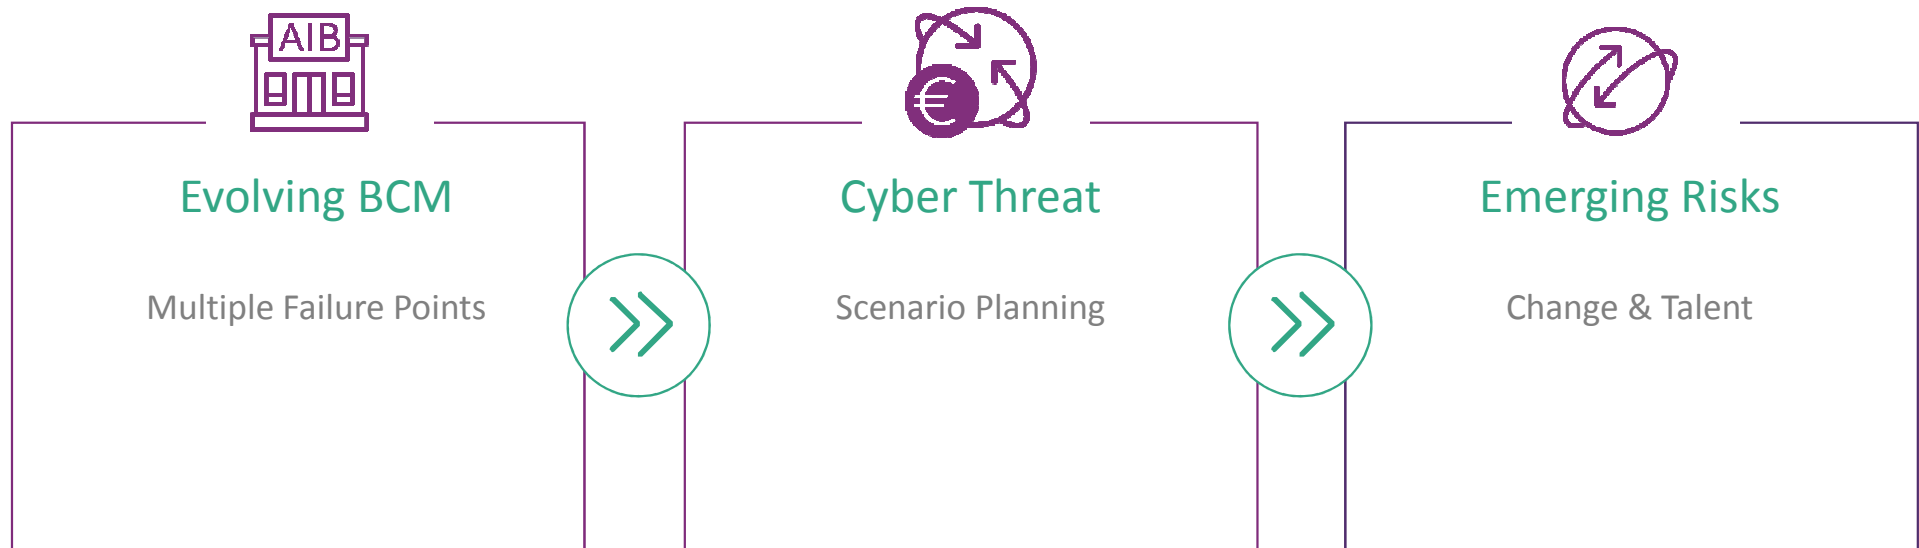 AIB
Evolving BCM
Multiple Failure Points
€
Cyber Threat
Scenario Planning
Emerging Risks
Change & Talent